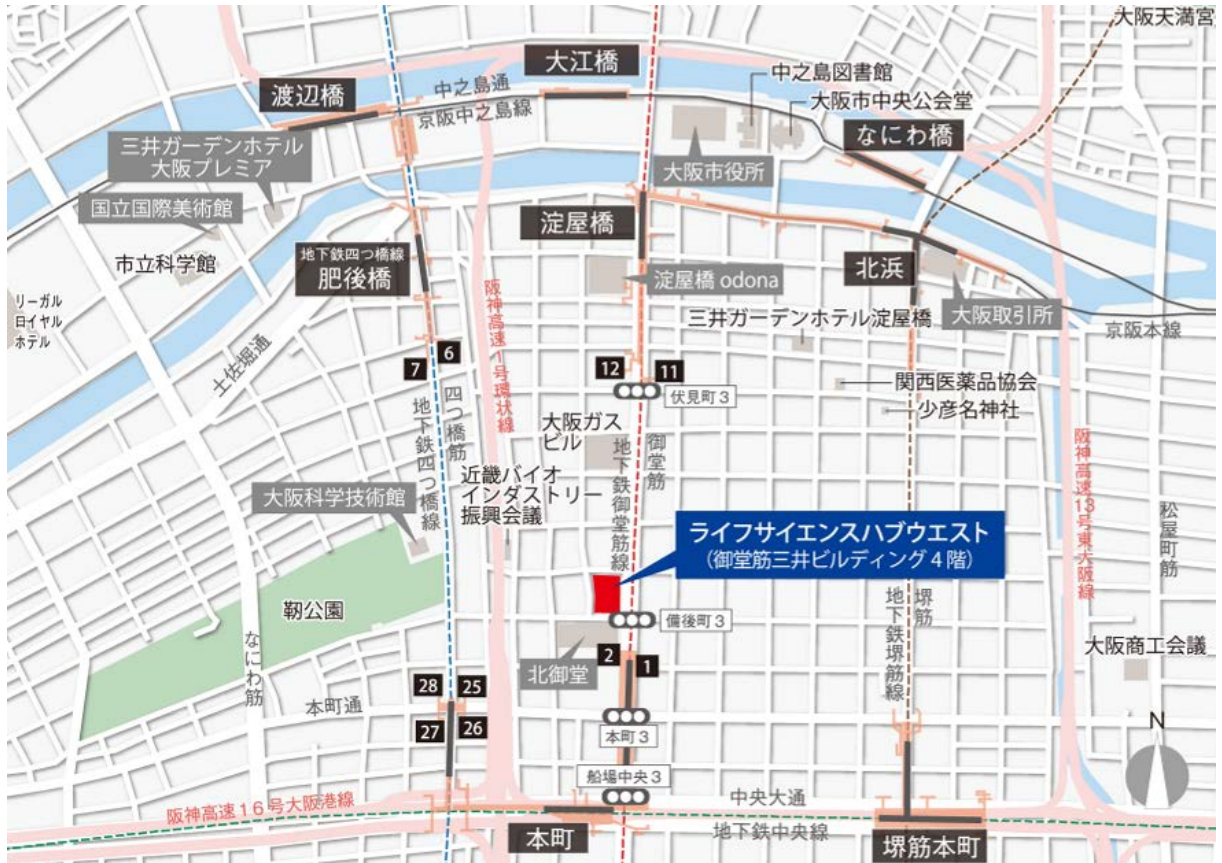 大阪天満宮
大江橋
中之島図書館
渡辺橋
中之島通
京阪中之島線
大阪市中央公会堂
なにわ橋
三井ガーデンホテル
大阪プレミア
大阪市役所
国立国際美術館
淀屋橋
地下鉄四つ橋線
肥後橋
市立科学館
北浜
淀屋橋 odona
リーガル
ロイヤル
ホテル
阪神高速1号環状線
三井ガーデンホテル淀屋橋
大阪取引所
京阪本線
土佐堀通
7
6
12
11
伏見町3
関西医薬品協会
少彦名神社
四つ橋筋
地下鉄四つ橋線
大阪ガス
ビル
御堂筋
地下鉄御堂筋線
阪神高速13号東大阪線
近畿バイオ
インダストリー
振興会議
大阪科学技術館
松屋町筋
ライフサイエンスハブウエスト
(御堂筋三井ビルディング4階)
靭公園
備後町3
堺筋
地下鉄堺筋線
なにわ筋
北御堂
2
1
大阪商工会議所
28
25
本町通
27
26
本町3
N
船場中央3
阪神高速16号大阪港線
中央大通
本町
地下鉄中央線
堺筋本町